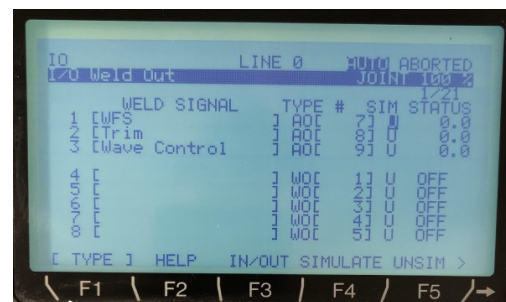 IO LINE 0 AUTO ABORTED
I/O Weld Out JOINT 100 %
1/21
WELD SIGNAL TYPE # SIM STATUS
1 [WFS ] AO[ 7] U 0.0
2 [Trim ] AO[ 8] U 0.0
3 [Wave Control ] AO[ 9] U 0.0
4 [ ] WO[ 1] U OFF
5 [ ] WO[ 2] U OFF
6 [ ] WO[ 3] U OFF
7 [ ] WO[ 4] U OFF
8 [ ] WO[ 5] U OFF
[ TYPE ] HELP IN/OUT SIMULATE UNSIM >
F1 F2 F3 F4 F5 →